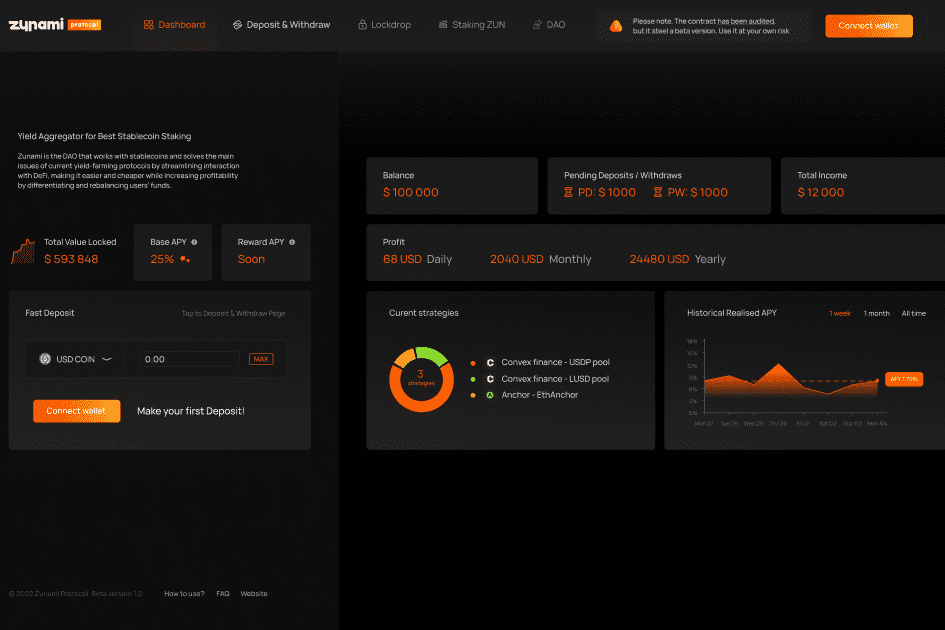 zynami protocol
Dashboard
Deposit & Withdraw
Lockdrop
Staking ZUN
DAO
Please note. The contract has been audited,
but it steel a beta version. Use it at your own risk
Connect wallet
Yield Aggregator for Best Stablecoin Staking
Zunami is the DAO that works with stablecoins and solves the main
issues of current yield-farming protocols by streamlining interaction
with DeFi, making it easier and cheaper while increasing profitability
by differentiating and rebalancing users' funds.
Total Value Locked
$ 593 848
Base APY
25%
Reward APY
Soon
Fast Deposit
Tap to Deposit & Withdraw Page
USD COIN
0.00
MAX
Connect wallet
Make your first Deposit!
Balance
$ 100 000
Pending Deposits / Withdraws
PD: $ 1000
PW: $ 1000
Total Income
$ 12 000
Profit
68 USD Daily
2040 USD Monthly
24480 USD Yearly
Curent strategies
3
strategies
Convex finance - USDP pool
Convex finance - LUSD pool
Anchor - EthAnchor
Historical Realised APY
1 week
1 month
All time
18%
15%
12%
9%
6%
0%
APY 7.75%
Mon 27
Tue 28
Wed 29
Thu 30
Fri 01
Sat 02
Sun 03
Mon 04
© 2022 Zunami Protocol. Beta version 1.2
How to use?
FAQ
Website